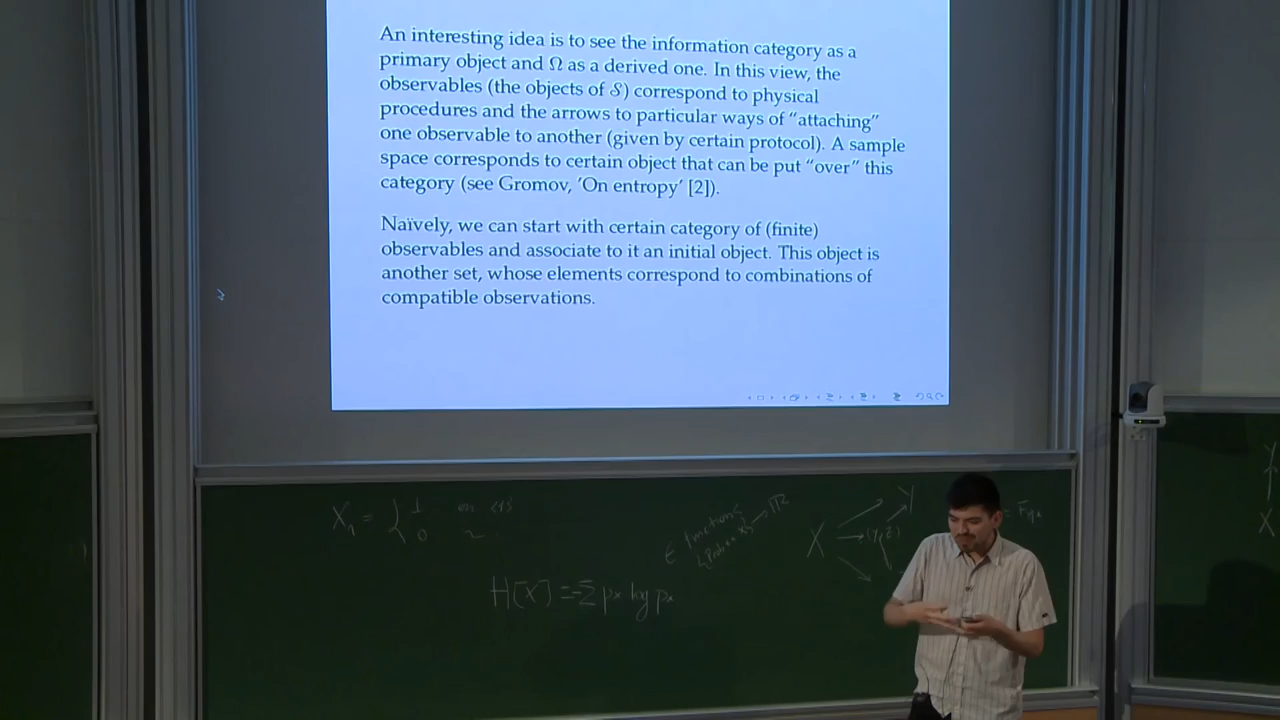 An interesting idea is to see the information category as a
primary object and Ω as a derived one. In this view, the
observables (the objects of 𝒮) correspond to physical
procedures and the arrows to particular ways of “attaching”
one observable to another (given by certain protocol). A sample
space corresponds to certain object that can be put “over” this
category (see Gromov, ’On entropy’ [2]).
Naïvely, we can start with certain category of (finite)
observables and associate to it an initial object. This object is
another set, whose elements correspond to combinations of
compatible observations.
X₁ = { 1
0
H[X] = -Σ pₓ log pₓ
X
Y